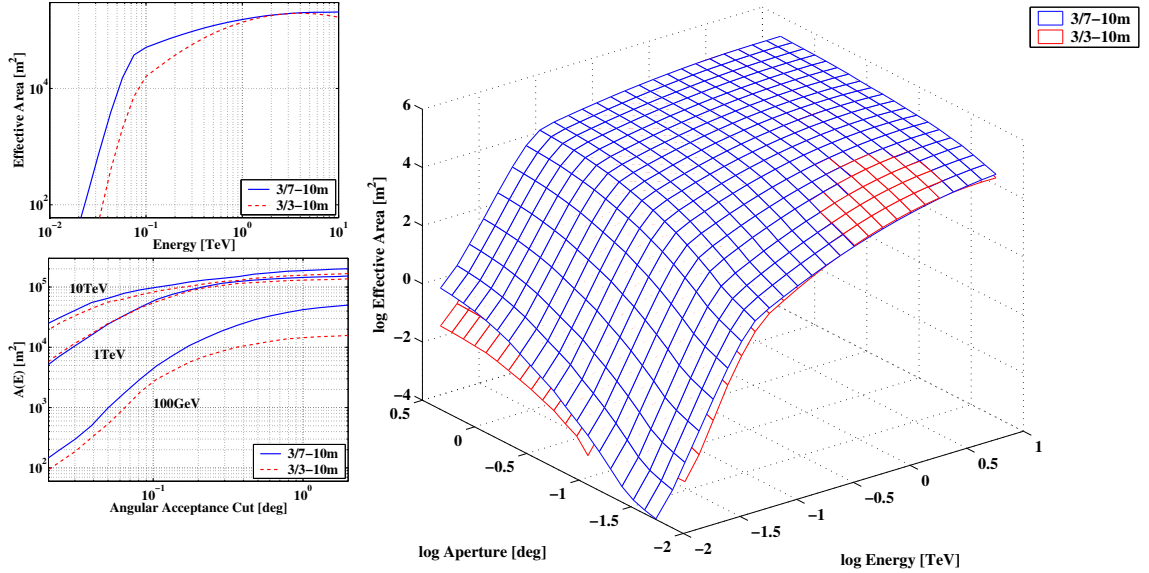 Effective Area [m²]
10⁴
10²
10⁻² 10⁻¹ 10⁰ 10¹
Energy [TeV]
3/7−10m
3/3−10m
A(E) [m²]
10⁵
10⁴
10³
10²
10TeV
1TeV
100GeV
3/7−10m
3/3−10m
10⁻¹ 10⁰
Angular Acceptance Cut [deg]
3/7−10m
3/3−10m
log Effective Area [m²]
6
4
2
0
−2
−4
0.5
0
−0.5
−1
−1.5
−2
log Aperture [deg]
−2
−1.5
−1
−0.5
0
0.5
1
log Energy [TeV]